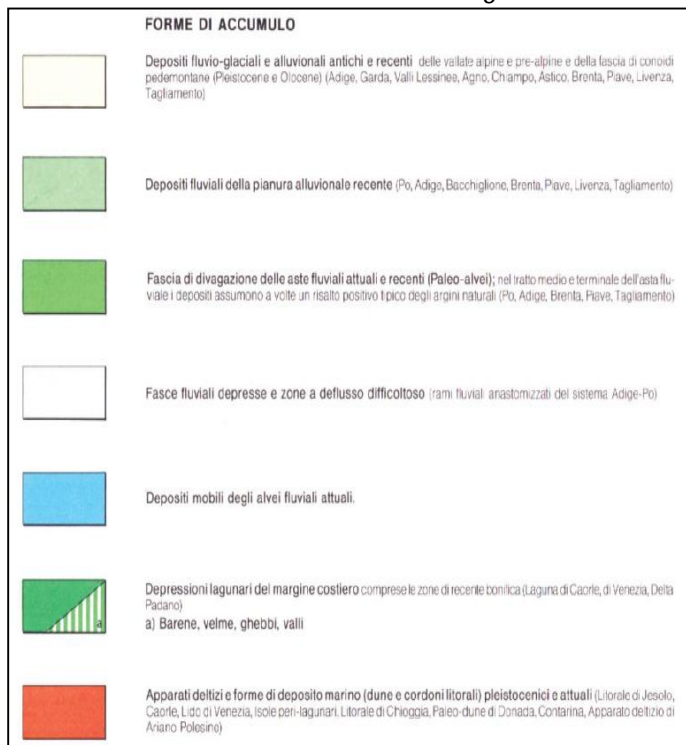 FORME DI ACCUMULO
Depositi fluvio-glaciali e alluvionali antichi e recenti delle vallate alpine e pre-alpine e della fascia di conoidi
pedemontane (Pleistocene e Olocene) (Adige, Garda, Valli Lessinee, Agno, Chiampo, Astico, Brenta, Piave, Livenza,
Tagliamento)
Depositi fluviali della pianura alluvionale recente (Po, Adige, Bacchiglione, Brenta, Piave, Livenza, Tagliamento)
Fascia di divagazione delle aste fluviali attuali e recenti (Paleo-alvei); nel tratto medio e terminale dell'asta flu-
viale i depositi assumono a volte un risalto positivo tipico degli argini naturali (Po, Adige, Brenta, Piave, Tagliamento)
Fasce fluviali depresse e zone a deflusso difficoltoso (rami fluviali anastomizzati del sistema Adige-Po)
Depositi mobili degli alvei fluviali attuali.
Depressioni lagunari del margine costiero comprese le zone di recente bonifica (Laguna di Caorle, di Venezia, Delta
Padano)
a
a) Barene, velme, ghebbi, valli
Apparati deltizi e forme di deposito marino (dune e cordoni litorali) pleistocenici e attuali (Litorale di Jesolo,
Caorle, Lido di Venezia, Isole peri-lagunari, Litorale di Chioggia, Paleo-dune di Donada, Contarina, Apparato deltizio di
Ariano Polesine)